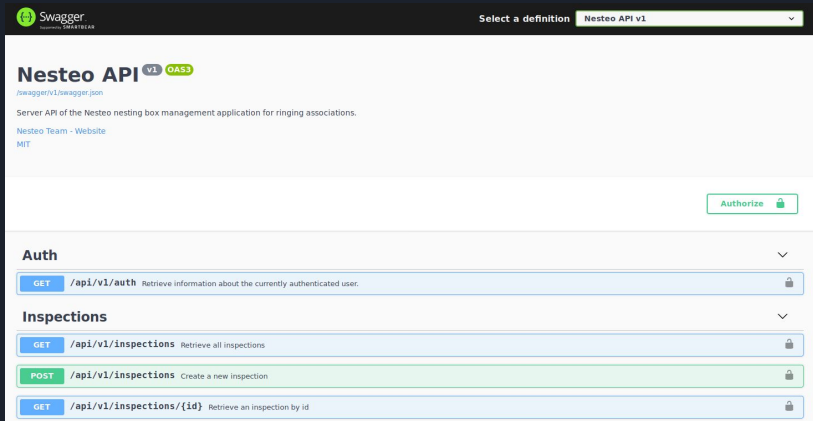 Swagger.
Supported by SMARTBEAR
Select a definition
Nesteo API v1
Nesteo API v1 OAS3
/swagger/v1/swagger.json
Server API of the Nesteo nesting box management application for ringing associations.
Nesteo Team - Website
MIT
Authorize
Auth
GET /api/v1/auth Retrieve information about the currently authenticated user.
Inspections
GET /api/v1/inspections Retrieve all inspections
POST /api/v1/inspections Create a new inspection
GET /api/v1/inspections/{id} Retrieve an inspection by id